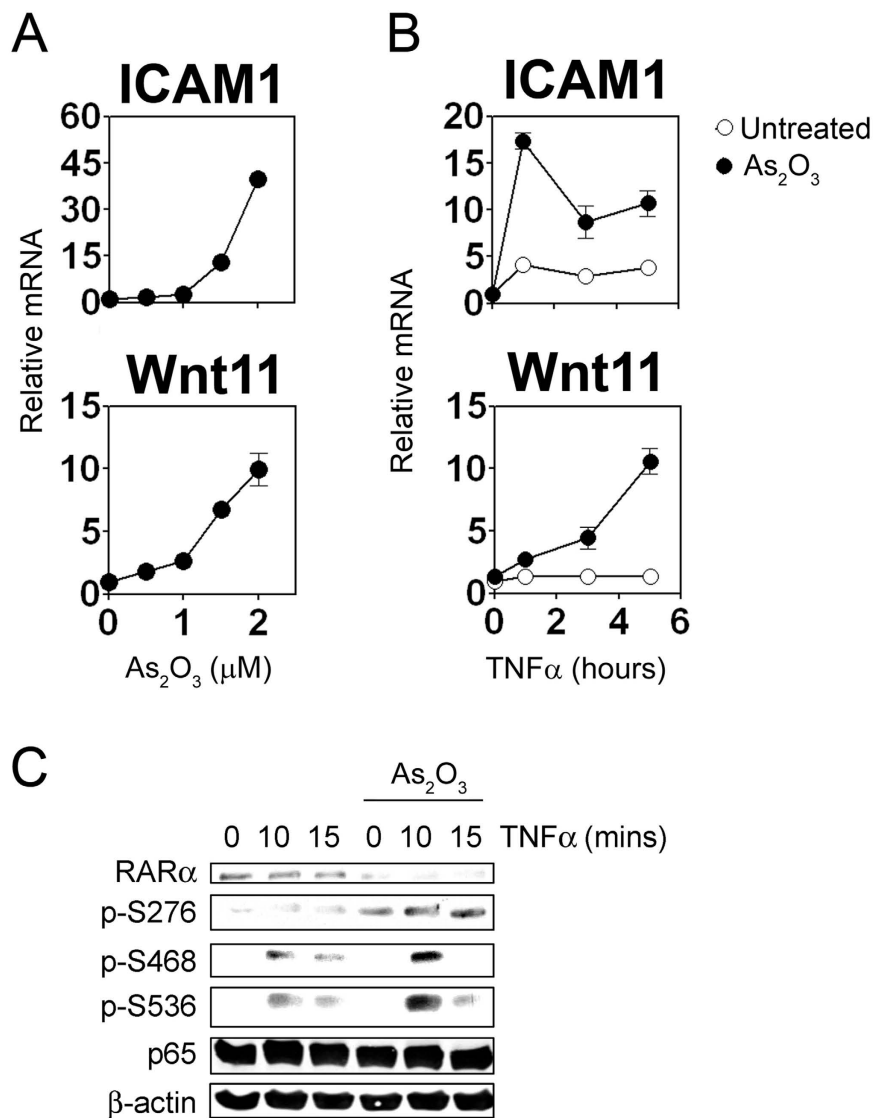 A
ICAM1
60
45
30
15
0
Relative mRNA
Wnt11
15
10
5
0
0 1 2
As₂O₃ (μM)
B
ICAM1
20
15
10
5
0
Relative mRNA
Untreated
As₂O₃
Wnt11
15
10
5
0
0 2 4 6
TNFα (hours)
C
As₂O₃
0 10 15 0 10 15 TNFα (mins)
RARα
p-S276
p-S468
p-S536
p65
β-actin